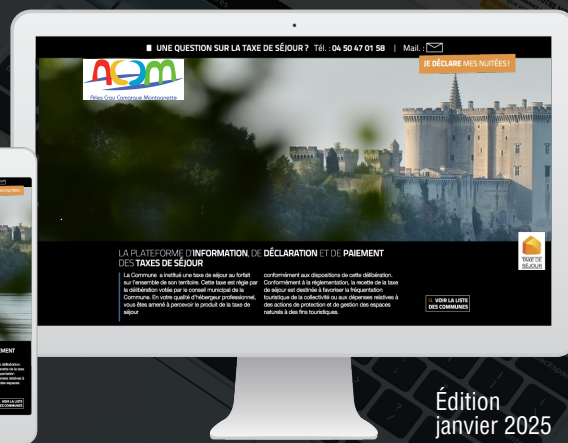 UNE QUESTION SUR LA TAXE DE SÉJOUR ? Tél. : 04 50 47 01 58 | Mail. :
JE DÉCLARE MES NUITÉES !
ACCM
Arles Crau Camargue Montagnette
LA PLATEFORME D'INFORMATION, DE DÉCLARATION ET DE PAIEMENT
DES TAXES DE SÉJOUR
La Commune a institué une taxe de séjour au forfait
sur l'ensemble de son territoire. Cette taxe est régie par
la délibération votée par le conseil municipal de la
Commune. En votre qualité d'hébergeur professionnel,
vous êtes amené à percevoir le produit de la taxe de
séjour
conformément aux dispositions de cette délibération.
Conformément à la réglementation, la recette de la taxe
de séjour est destinée à favoriser la fréquentation
touristique de la collectivité ou aux dépenses relatives à
des actions de protection et de gestion des espaces
naturels à des fins touristiques.
TAXE DE
SÉJOUR
VOIR LA LISTE
DES COMMUNES
EMENT
VOIR LA LISTE
DES COMMUNES
Édition
janvier 2025